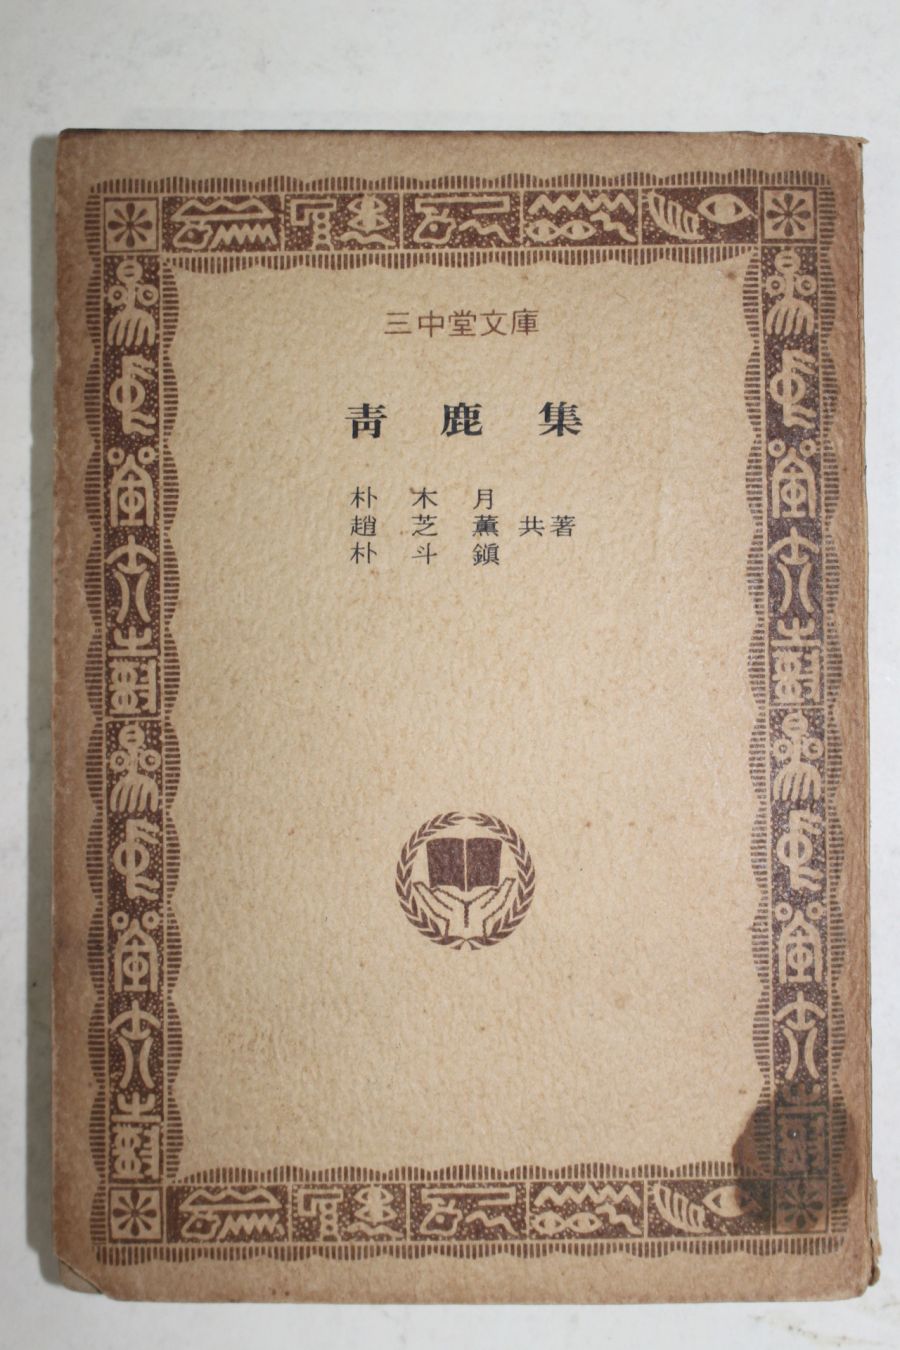 三中堂文庫
靑鹿集
朴木月
趙芝薰 共著
朴斗鎭